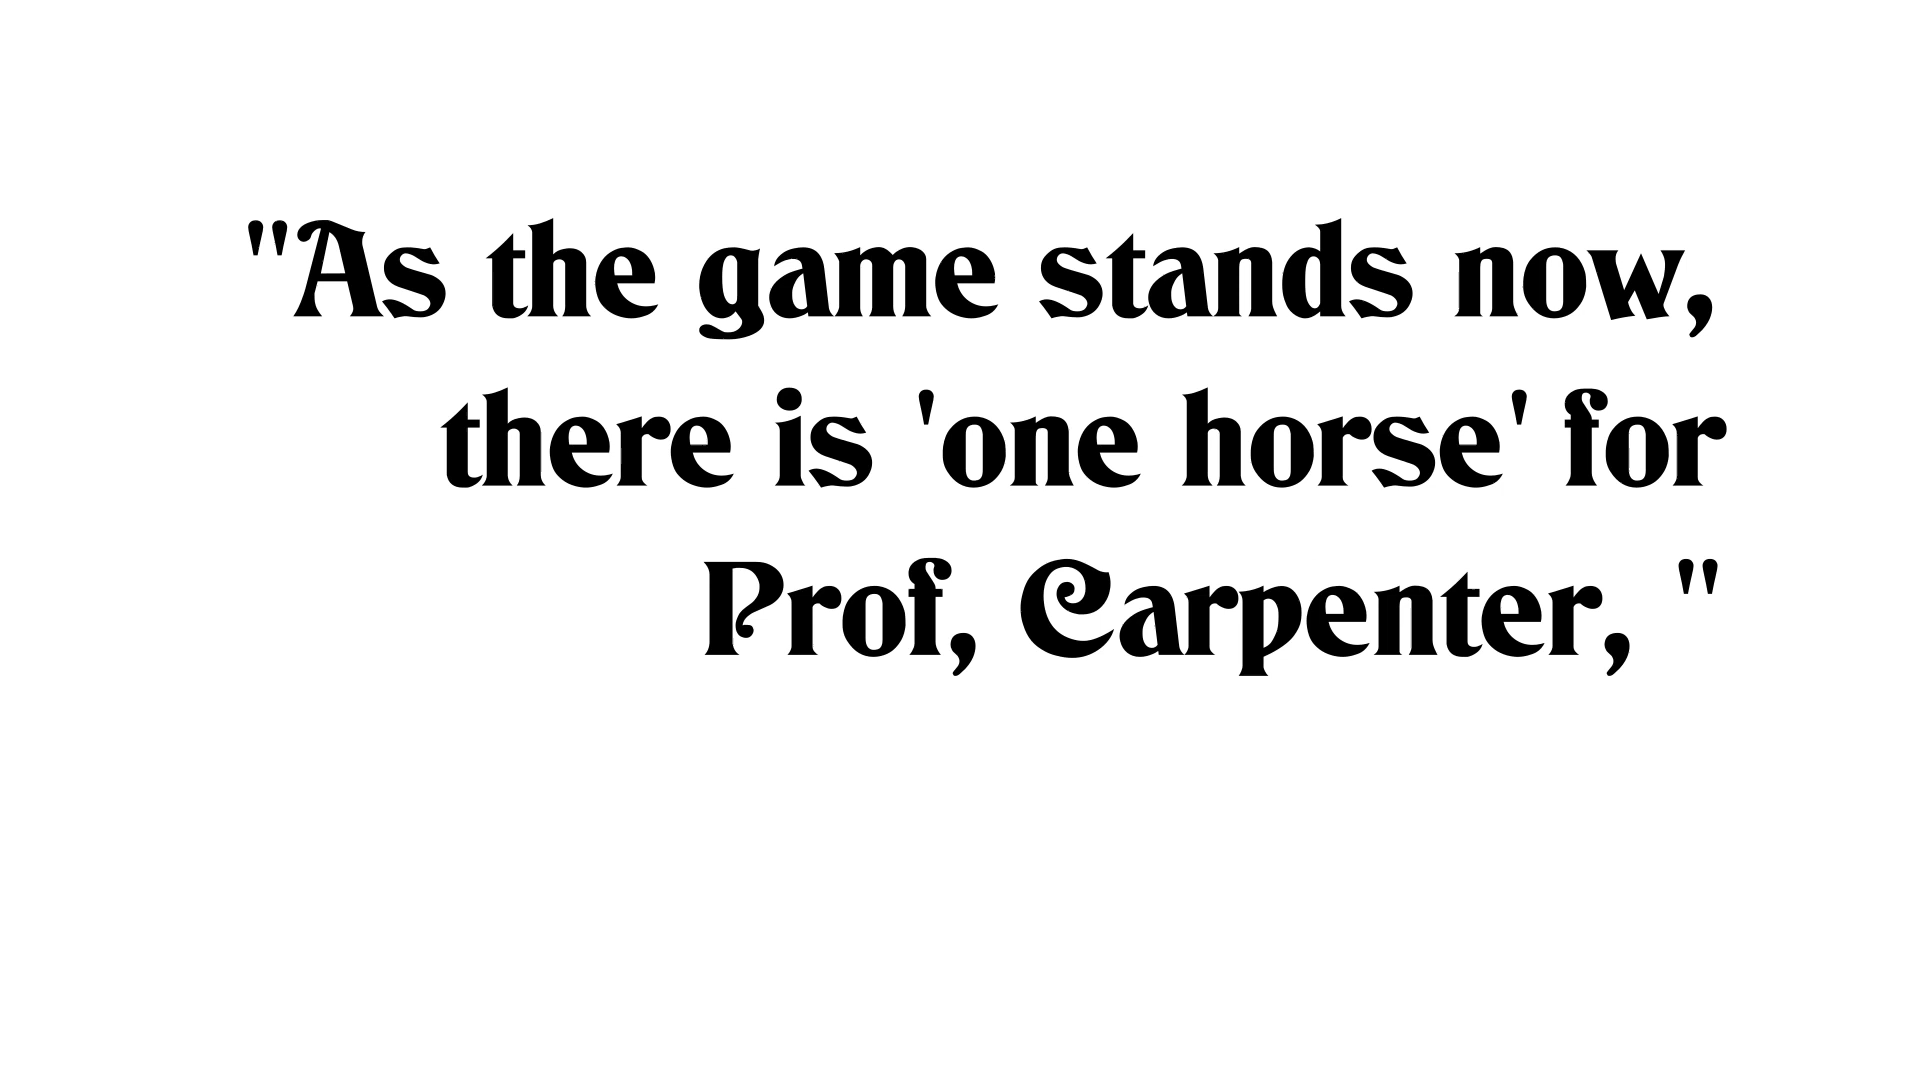 "As the game stands now,
there is 'one horse' for
Prof, Carpenter, "